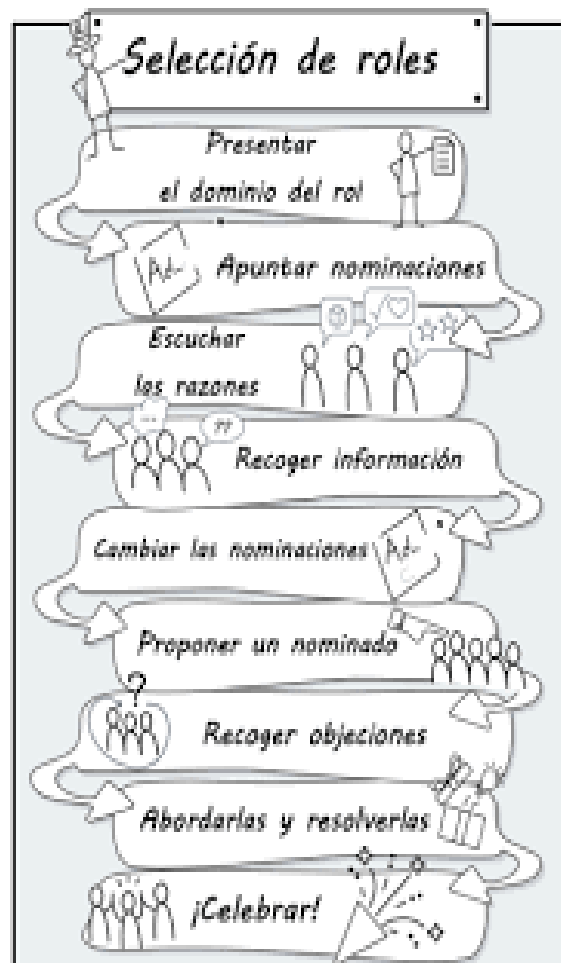 Selección de roles
Presentar
el dominio del rol
Apuntar nominaciones
Escuchar
las razones
...
??
Recoger información
Cambiar las nominaciones
Proponer un nominado
?
Recoger objeciones
Abordarlas y resolverlas
¡Celebrar!